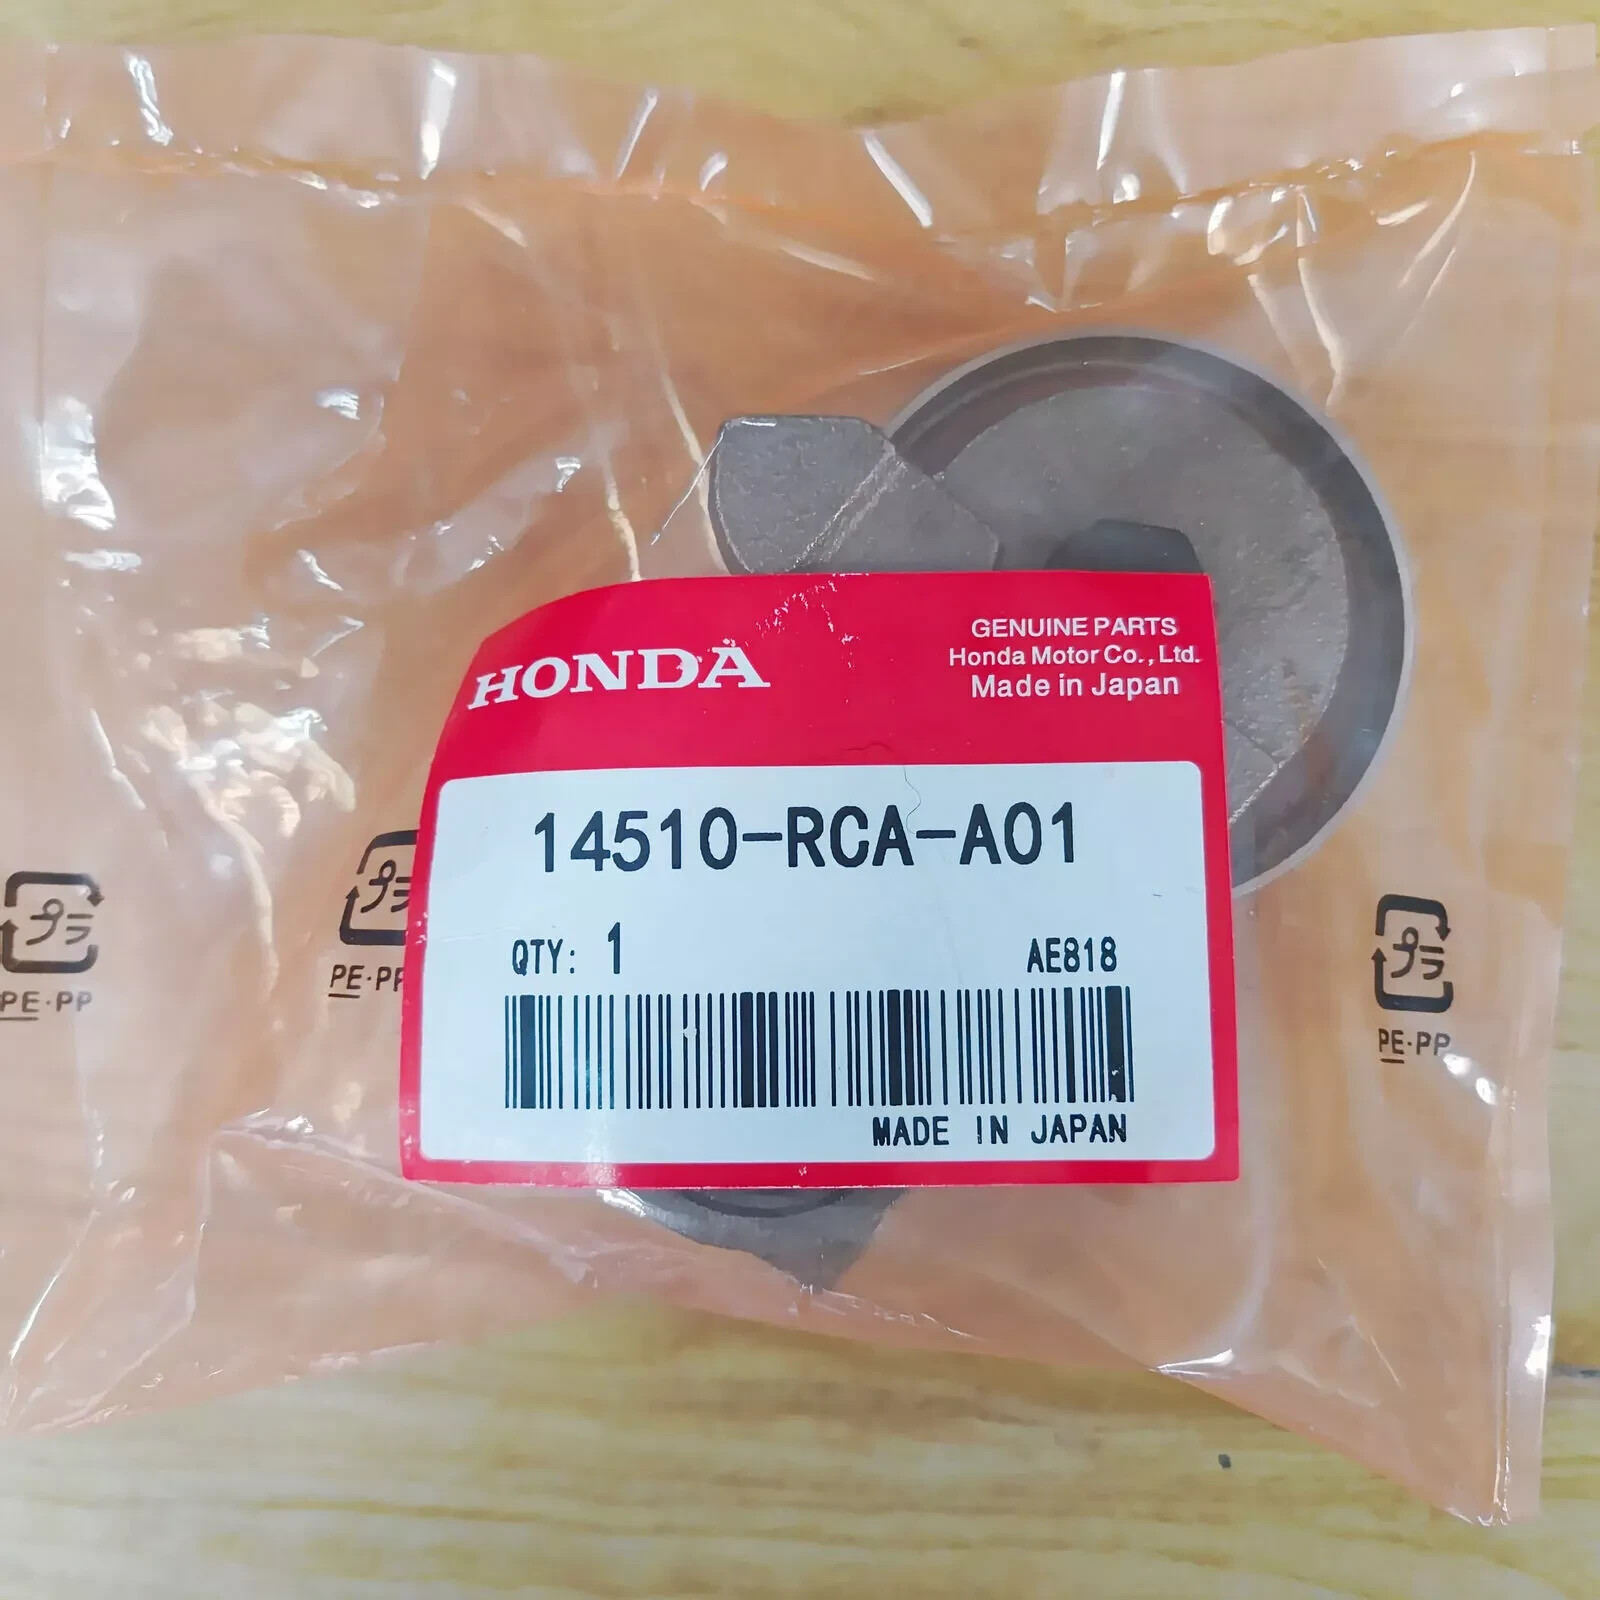 HONDA
GENUINE PARTS
Honda Motor Co., Ltd.
Made in Japan
14510-RCA-A01
QTY: 1
AE818
MADE IN JAPAN
プラ
PE·PP
プラ
PE·PP
プラ
PE·PP